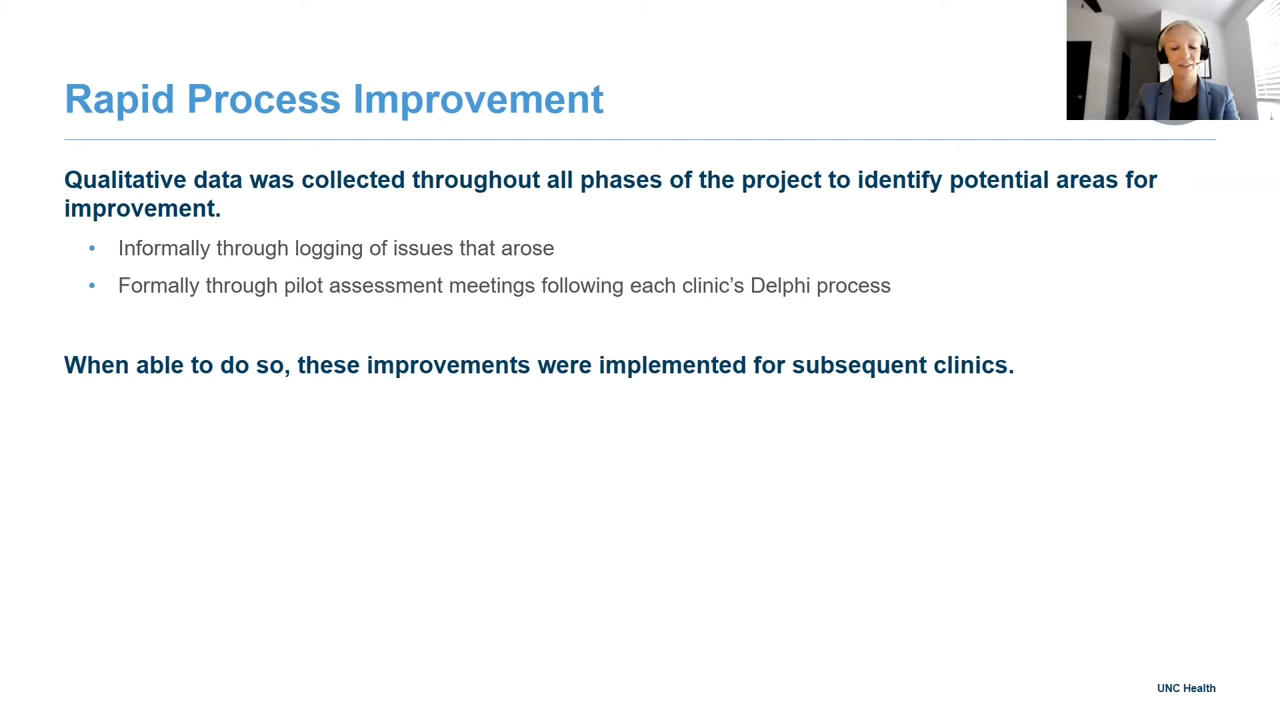 Rapid Process Improvement
Qualitative data was collected throughout all phases of the project to identify potential areas for
improvement.
• Informally through logging of issues that arose
• Formally through pilot assessment meetings following each clinic’s Delphi process
When able to do so, these improvements were implemented for subsequent clinics.
UNC Health